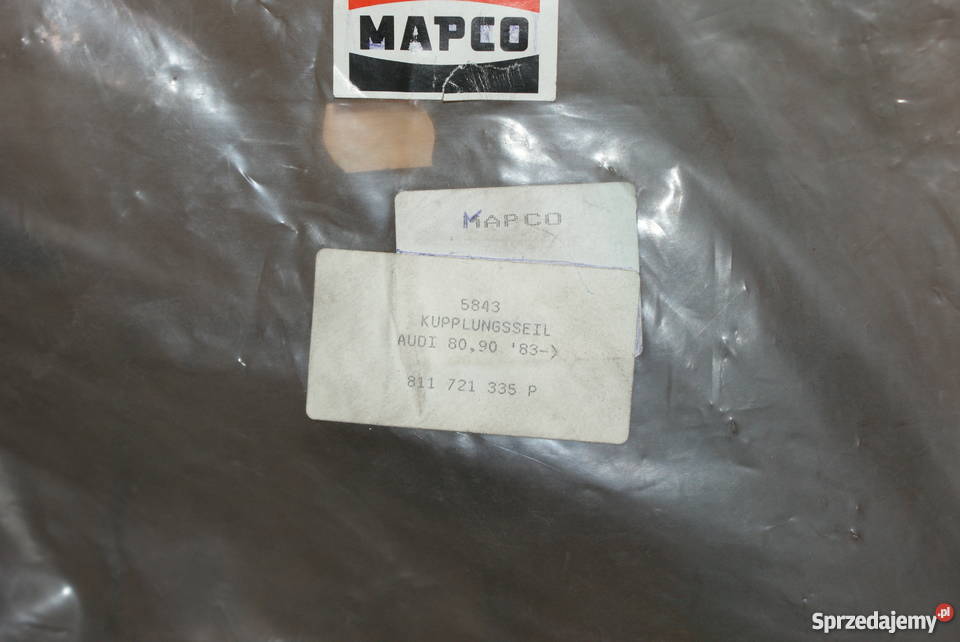 MAPCO
MAPCO
5843
KUPPLUNGSSEIL
AUDI 80,90 '83->
811 721 335 P
Sprzedajemy.pl